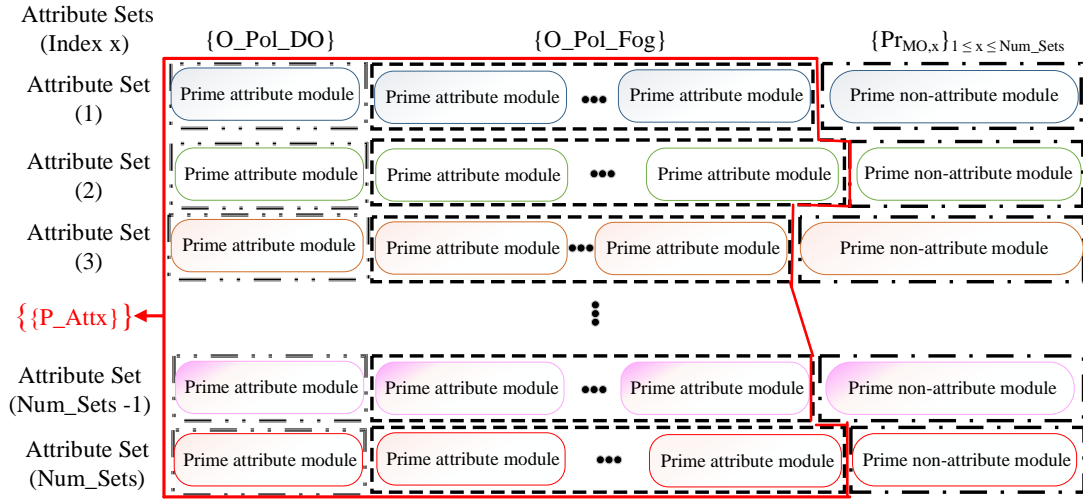 Attribute Sets
(Index x)
{O_Pol_DO}
{O_Pol_Fog}
{Pr_{MO,x}}_{1 ≤ x ≤ Num_Sets}
Attribute Set
(1)
Prime attribute module
Prime attribute module
•••
Prime attribute module
Prime non-attribute module
Attribute Set
(2)
Prime attribute module
Prime attribute module
•••
Prime attribute module
Prime non-attribute module
Attribute Set
(3)
Prime attribute module
Prime attribute module
•••
Prime attribute module
Prime non-attribute module
{{P_Attx}}
Attribute Set
(Num_Sets -1)
Prime attribute module
Prime attribute module
•••
Prime attribute module
Prime non-attribute module
Attribute Set
(Num_Sets)
Prime attribute module
Prime attribute module
•••
Prime attribute module
Prime non-attribute module